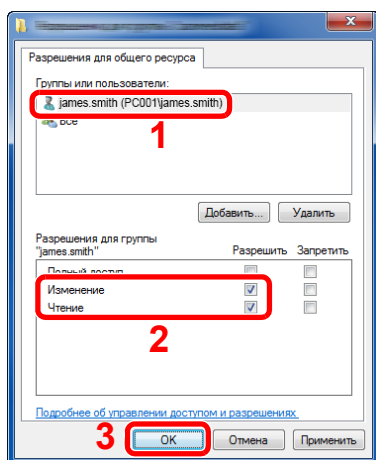 Разрешения для общего ресурса
Группы или пользователи:
james.smith (PC001\james.smith)
Все
1
Добавить... Удалить
Разрешения для группы
"james.smith" Разрешить Запретить
Полный доступ
Изменение
Чтение
2
Подробнее об управлении доступом и разрешениях
3 OK Отмена Применить